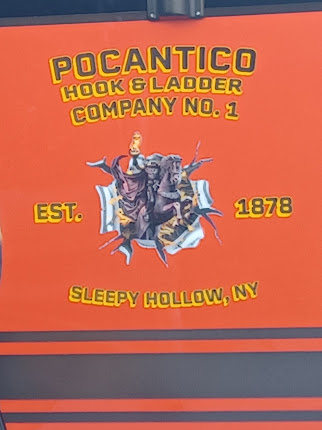 POCANTICO
HOOK & LADDER
COMPANY NO. 1
EST. 1878
SLEEPY HOLLOW, NY